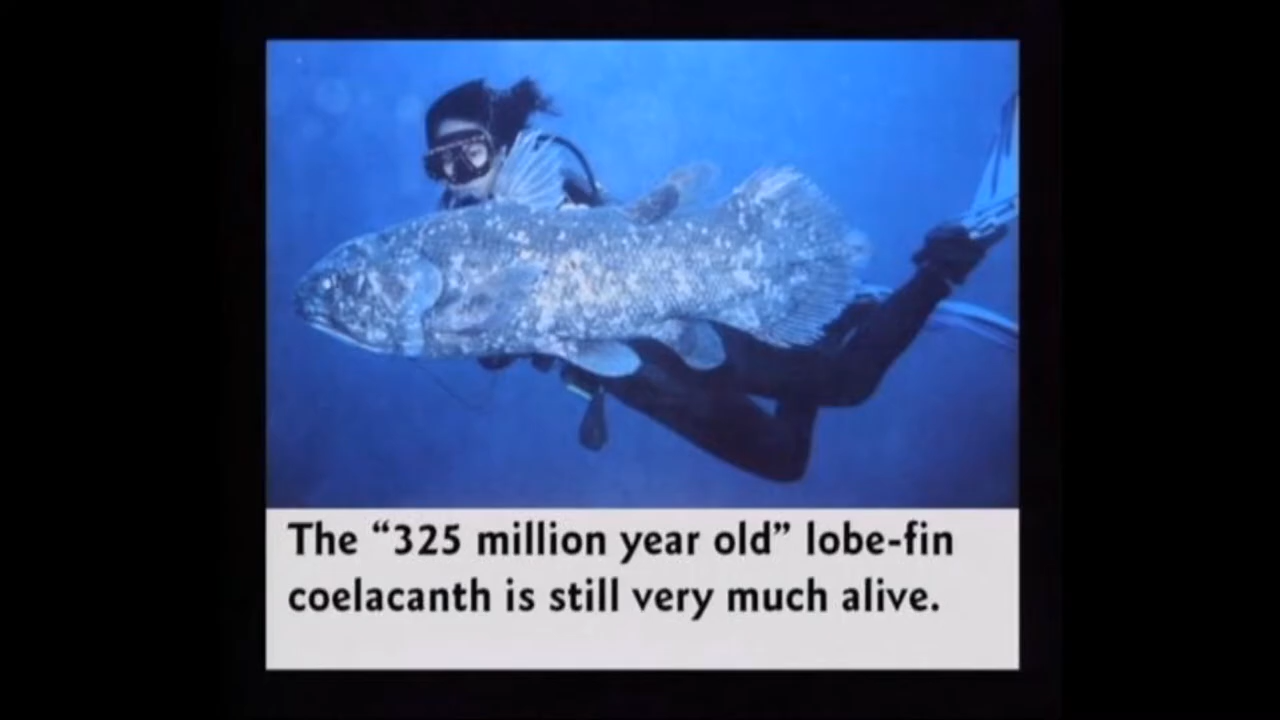 The “325 million year old” lobe-fin
coelacanth is still very much alive.